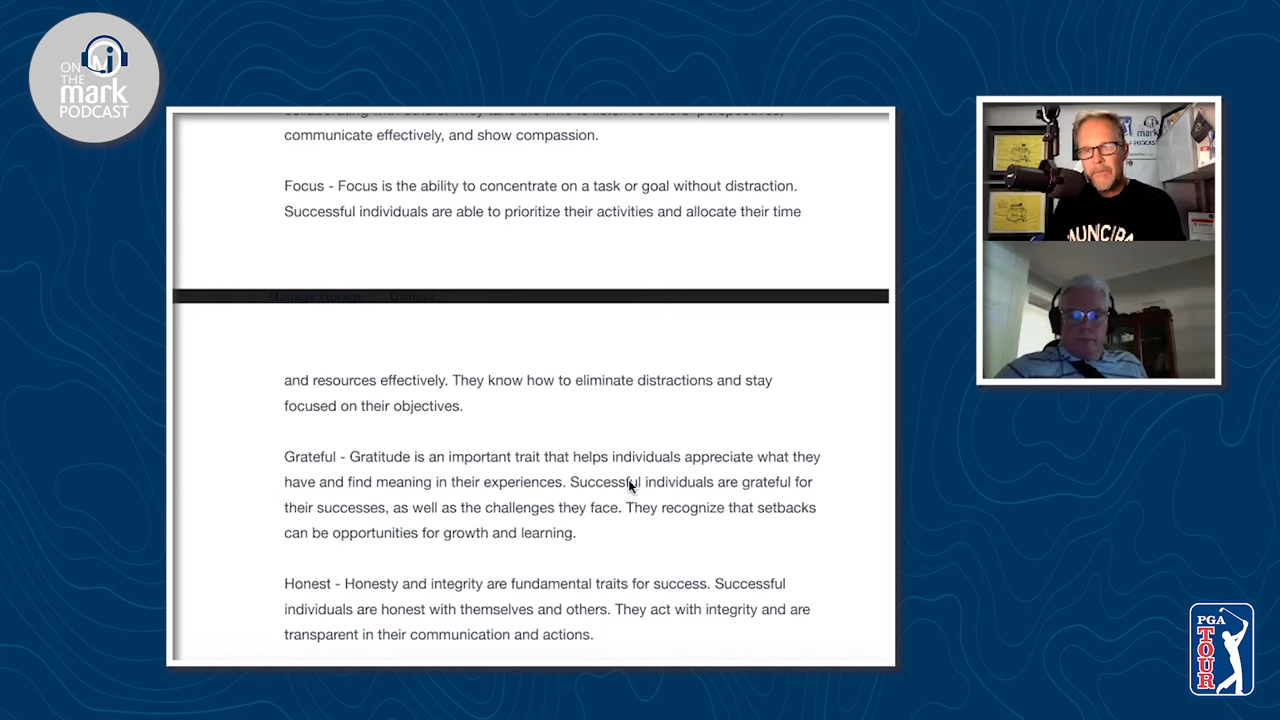 ON
THE
mark
PODCAST
communicate effectively, and show compassion.
Focus - Focus is the ability to concentrate on a task or goal without distraction.
Successful individuals are able to prioritize their activities and allocate their time
and resources effectively. They know how to eliminate distractions and stay
focused on their objectives.
Grateful - Gratitude is an important trait that helps individuals appreciate what they
have and find meaning in their experiences. Successful individuals are grateful for
their successes, as well as the challenges they face. They recognize that setbacks
can be opportunities for growth and learning.
Honest - Honesty and integrity are fundamental traits for success. Successful
individuals are honest with themselves and others. They act with integrity and are
transparent in their communication and actions.
mark
PODCAST
PGA
TOUR